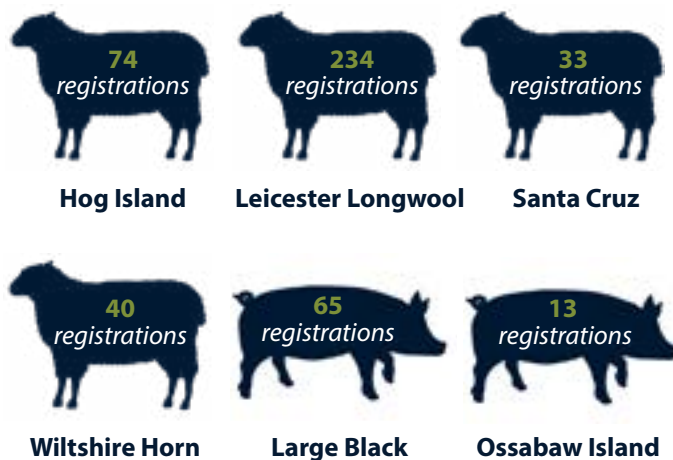 74
registrations
Hog Island
234
registrations
Leicester Longwool
33
registrations
Santa Cruz
40
registrations
Wiltshire Horn
65
registrations
Large Black
13
registrations
Ossabaw Island